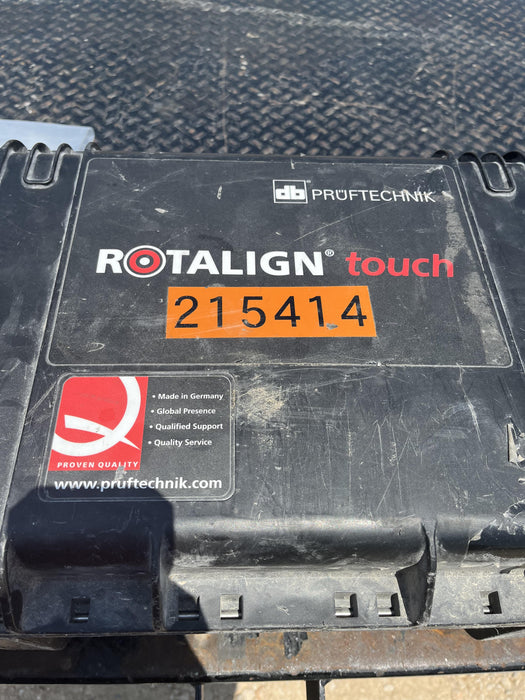 db PRÜFTECHNIK
ROTALIGN® touch
215414
• Made in Germany
• Global Presence
• Qualified Support
• Quality Service
PROVEN QUALITY
www.pruftechnik.com